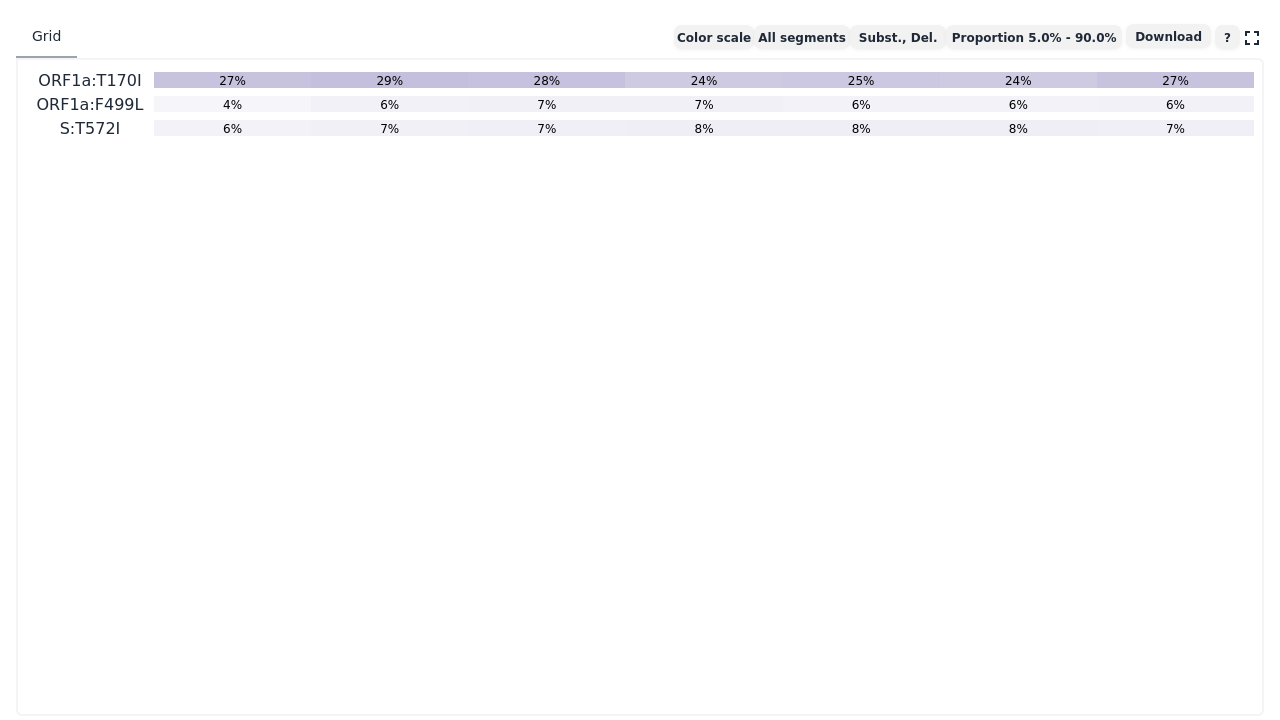 Grid Color scale All segments Subst., Del. Proportion 5.0% - 90.0% Download ?
ORF1a:T170I 27% 29% 28% 24% 25% 24% 27%
ORF1a:F499L 4% 6% 7% 7% 6% 6% 6%
S:T572I 6% 7% 7% 8% 8% 8% 7%